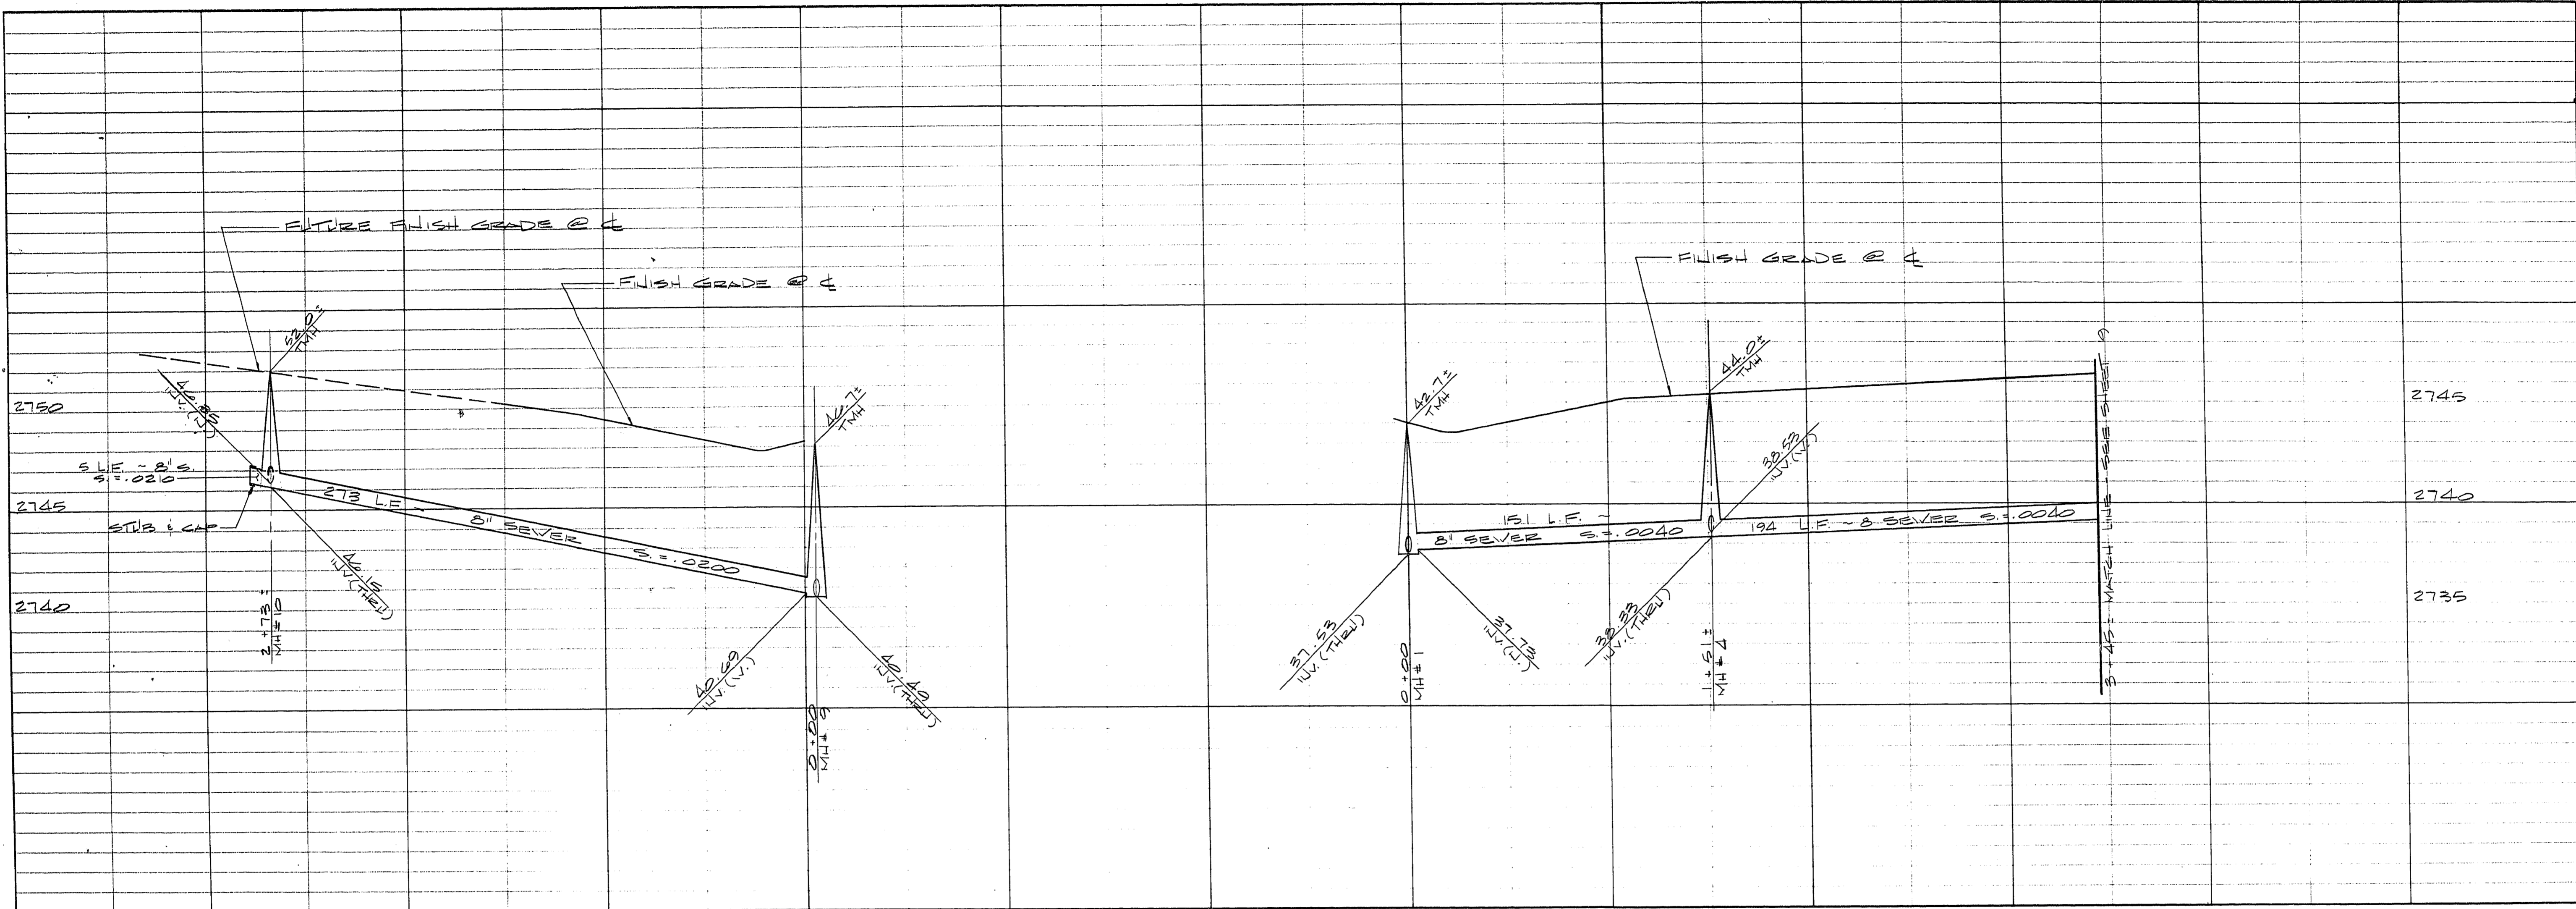 FUTURE FINISH GRADE @ ℄
FINISH GRADE @ ℄
52.0±
TMH
46.7±
TMH
2750
2745
2740
46.35
INV. (N.)
5 L.F. ~ 8" S.
S.=.0210
STUB & CAP
273 L.F. ~
8" SEWER
S. = .0200
46.15
INV. (THRU)
2+73±
MH#10
40.69
INV. (W.)
40.49
INV. (THRU)
0+00
MH#9
FINISH GRADE @ ℄
42.7±
TMH
44.0±
TMH
38.53
INV. (W.)
151 L.F. ~
8" SEWER S.=.0040
194 L.F. ~ 8 SEWER S.=.0040
37.53
INV. (THRU)
37.73
INV. (N.)
38.33
INV. (THRU)
0+00
MH#1
1+51±
MH#4
3+45 = MATCH LINE - SEE SHEET 9
2745
2740
2735